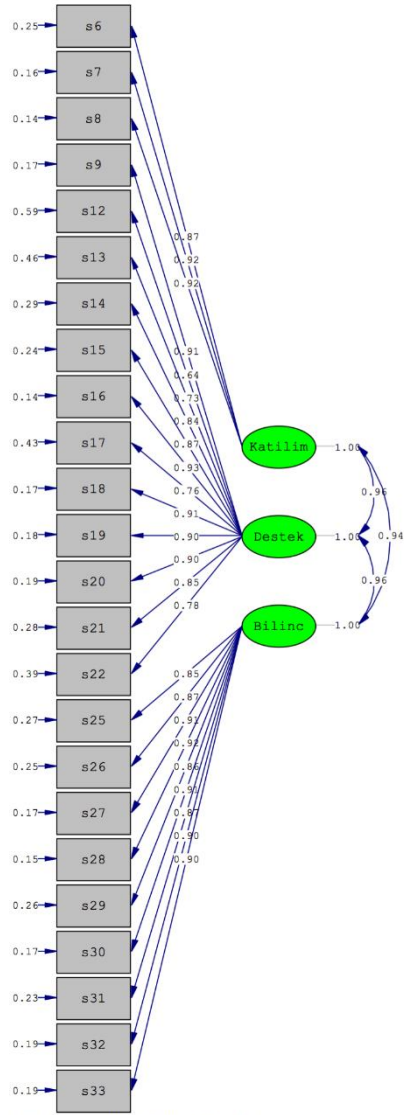 0.25 s6
0.16 s7
0.14 s8
0.17 s9
0.59 s12
0.87
0.46 s13
0.92
0.92
0.29 s14
0.24 s15
0.91
0.64
0.14 s16
0.73
0.84
0.43 s17
0.87
Katilim 1.00
0.93
0.76
0.17 s18
0.96
0.91
0.18 s19
0.90
Destek 1.00
0.94
0.90
0.19 s20
0.85
0.96
0.28 s21
0.78
Bilinc 1.00
0.39 s22
0.85
0.27 s25
0.87
0.91
0.25 s26
0.92
0.86
0.17 s27
0.91
0.87
0.15 s28
0.90
0.90
0.26 s29
0.17 s30
0.23 s31
0.19 s32
0.19 s33